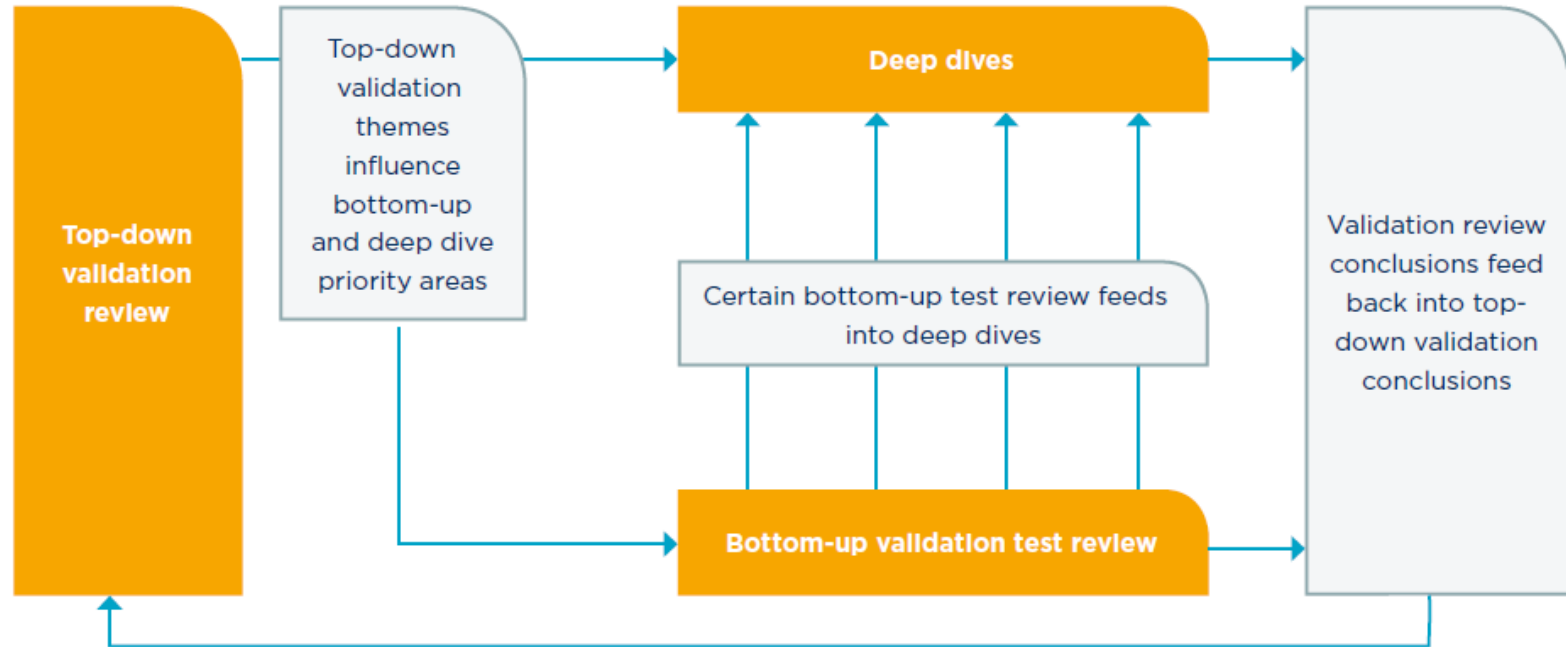 Top-down
validation
review
Top-down
validation
themes
influence
bottom-up
and deep dive
priority areas
Deep dives
Certain bottom-up test review feeds
into deep dives
Bottom-up validation test review
Validation review
conclusions feed
back into top-
down validation
conclusions